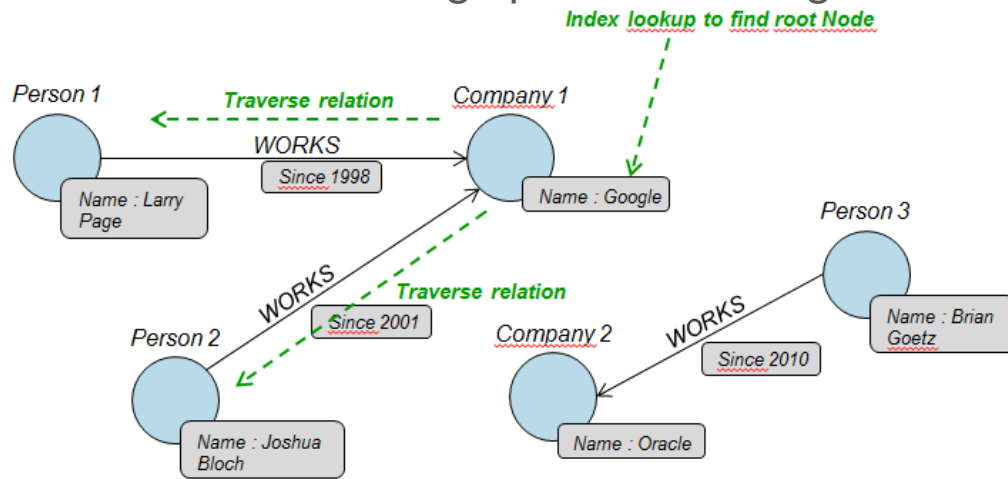 Index lookup to find root Node
Person 1
Traverse relation
Company 1
WORKS
Since 1998
Name : Larry
Page
Name : Google
Person 3
WORKS
Traverse relation
Since 2001
Person 2
Company 2
WORKS
Name : Brian
Goetz
Since 2010
Name : Joshua
Bloch
Name : Oracle